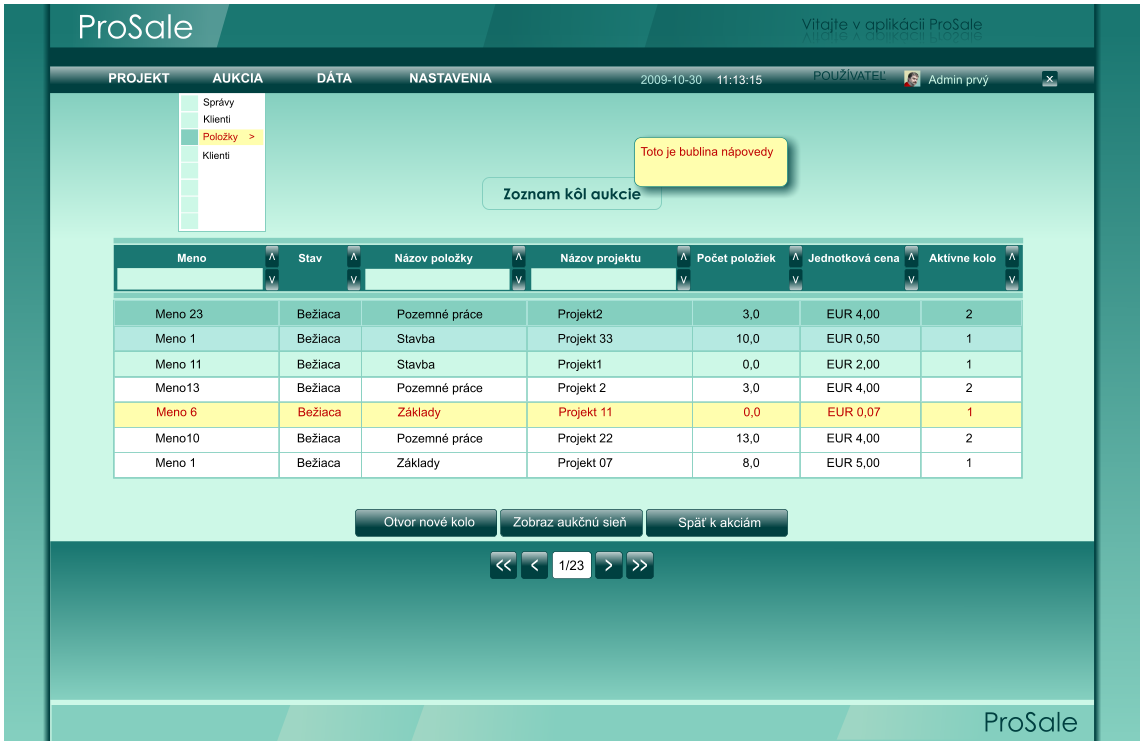 ProSale
Vitajte v aplikácii ProSale
PROJEKT AUKCIA DÁTA NASTAVENIA 2009-10-30 11:13:15 POUŽÍVATEĽ Admin prvý ×
Správy
Klienti
Položky >
Klienti
Toto je bublina nápovedy
Zoznam kôl aukcie
Meno Stav Názov položky Názov projektu Počet položiek Jednotková cena Aktívne kolo
Meno 23 Bežiaca Pozemné práce Projekt2 3,0 EUR 4,00 2
Meno 1 Bežiaca Stavba Projekt 33 10,0 EUR 0,50 1
Meno 11 Bežiaca Stavba Projekt1 0,0 EUR 2,00 1
Meno13 Bežiaca Pozemné práce Projekt 2 3,0 EUR 4,00 2
Meno 6 Bežiaca Základy Projekt 11 0,0 EUR 0,07 1
Meno10 Bežiaca Pozemné práce Projekt 22 13,0 EUR 4,00 2
Meno 1 Bežiaca Základy Projekt 07 8,0 EUR 5,00 1
Otvor nové kolo Zobraz aukčnú sieň Späť k akciám
<< < 1/23 > >>
ProSale